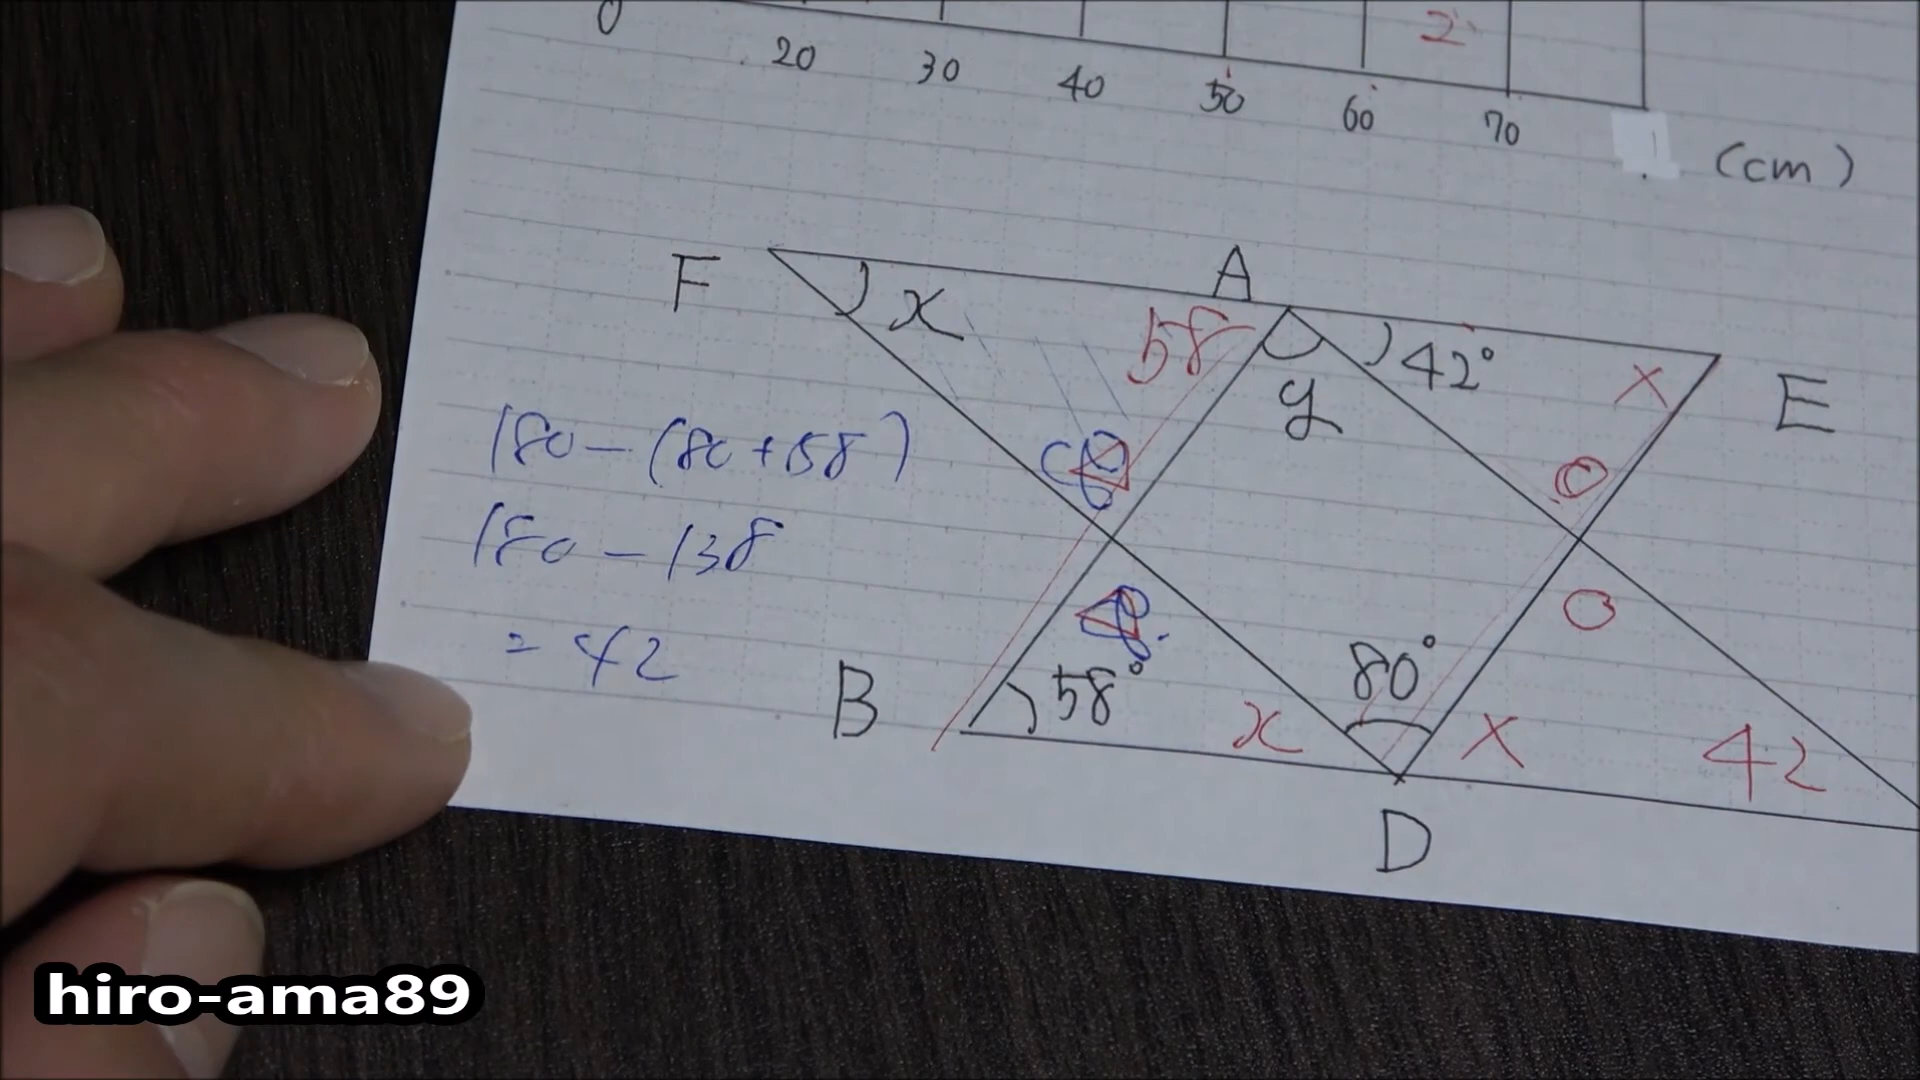 0 20 30 40 50 60 70 (cm)
2
F A E
x 58 y 42° ×
180-(80+58)
180-138
=42
B 58° x 80° × 42
D
hiro-ama89